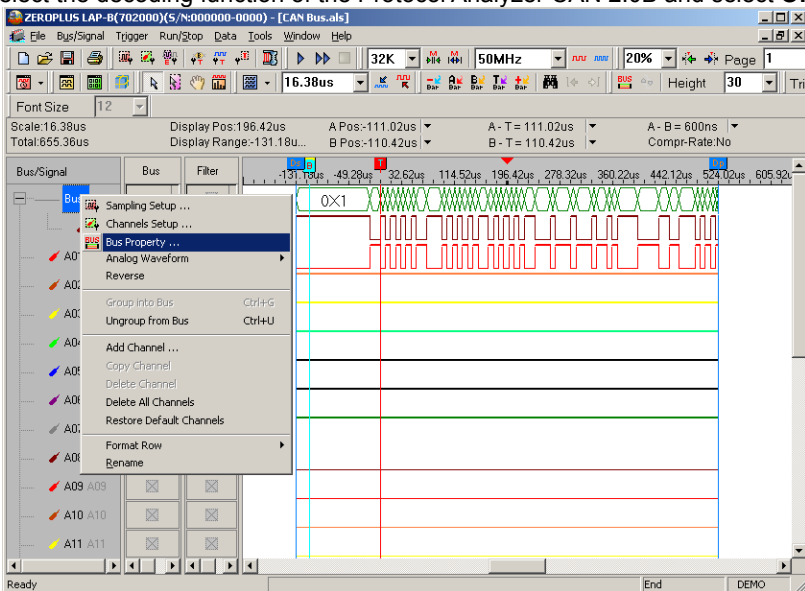 select the decoding function of the Protocol Analyzer CAN 2.0B and select
ZEROPLUS LAP-B(702000)(S/N:000000-0000) - [CAN Bus.als]
File Bus/Signal Trigger Run/Stop Data Tools Window Help
32K 50MHz 20% Page 1
16.38us Height 30 Tri
Font Size 12
Scale:16.38us Display Pos:196.42us A Pos:-111.02us A - T = 111.02us A - B = 600ns
Total:655.36us Display Range:-131.18u... B Pos:-110.42us B - T = 110.42us Compr-Rate:No
Bus/Signal Bus Filter Ds B T Dp
-131.18us -49.28us 32.62us 114.52us 196.42us 278.32us 360.22us 442.12us 524.02us 605.92u
Bus 0X1
Sampling Setup ...
Channels Setup ...
BUS Bus Property ...
A01 Analog Waveform
Reverse
A02
Group into Bus Ctrl+G
A03 Ungroup from Bus Ctrl+U
A04 Add Channel ...
Copy Channel
A05 Delete Channel
A06 Delete All Channels
Restore Default Channels
A07
Format Row
A08 Rename
A09 A09
A10 A10
A11 A11
Ready End DEMO